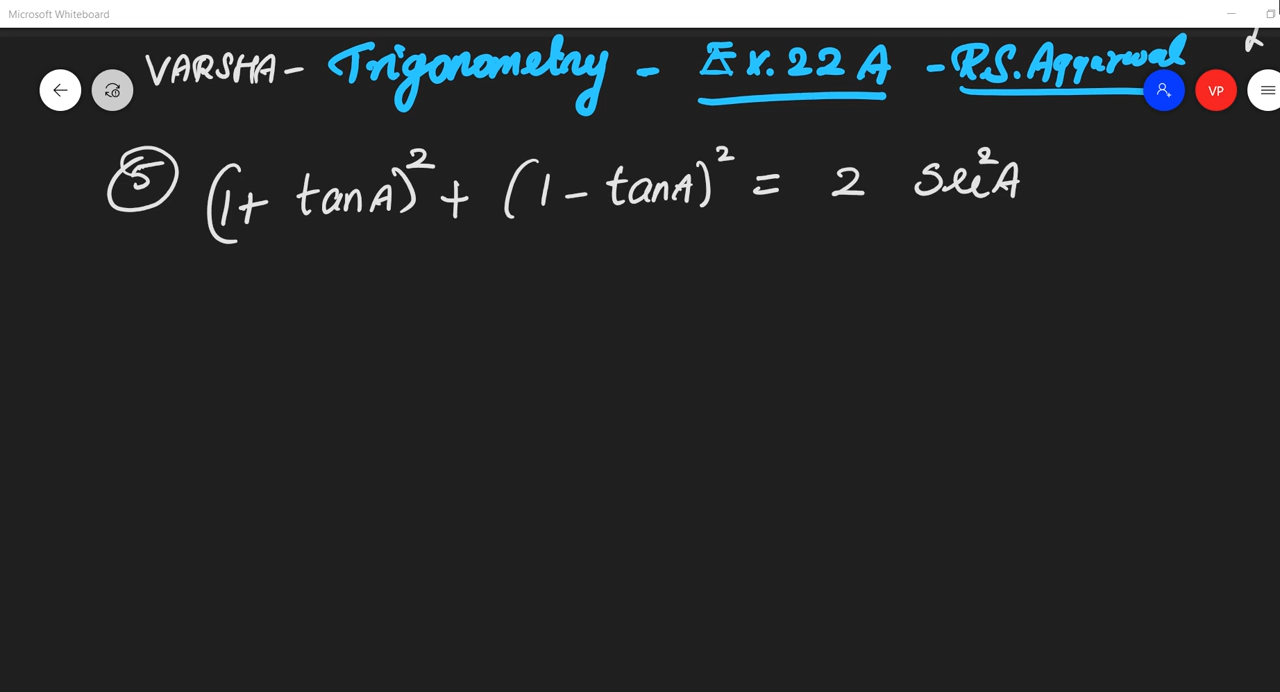 Microsoft Whiteboard
VARSHA - Trigonometry - Ex. 22 A - R.S. Aggarwal
VP
⑤ (1 + tanA)² + (1 - tanA)² = 2 sec²A